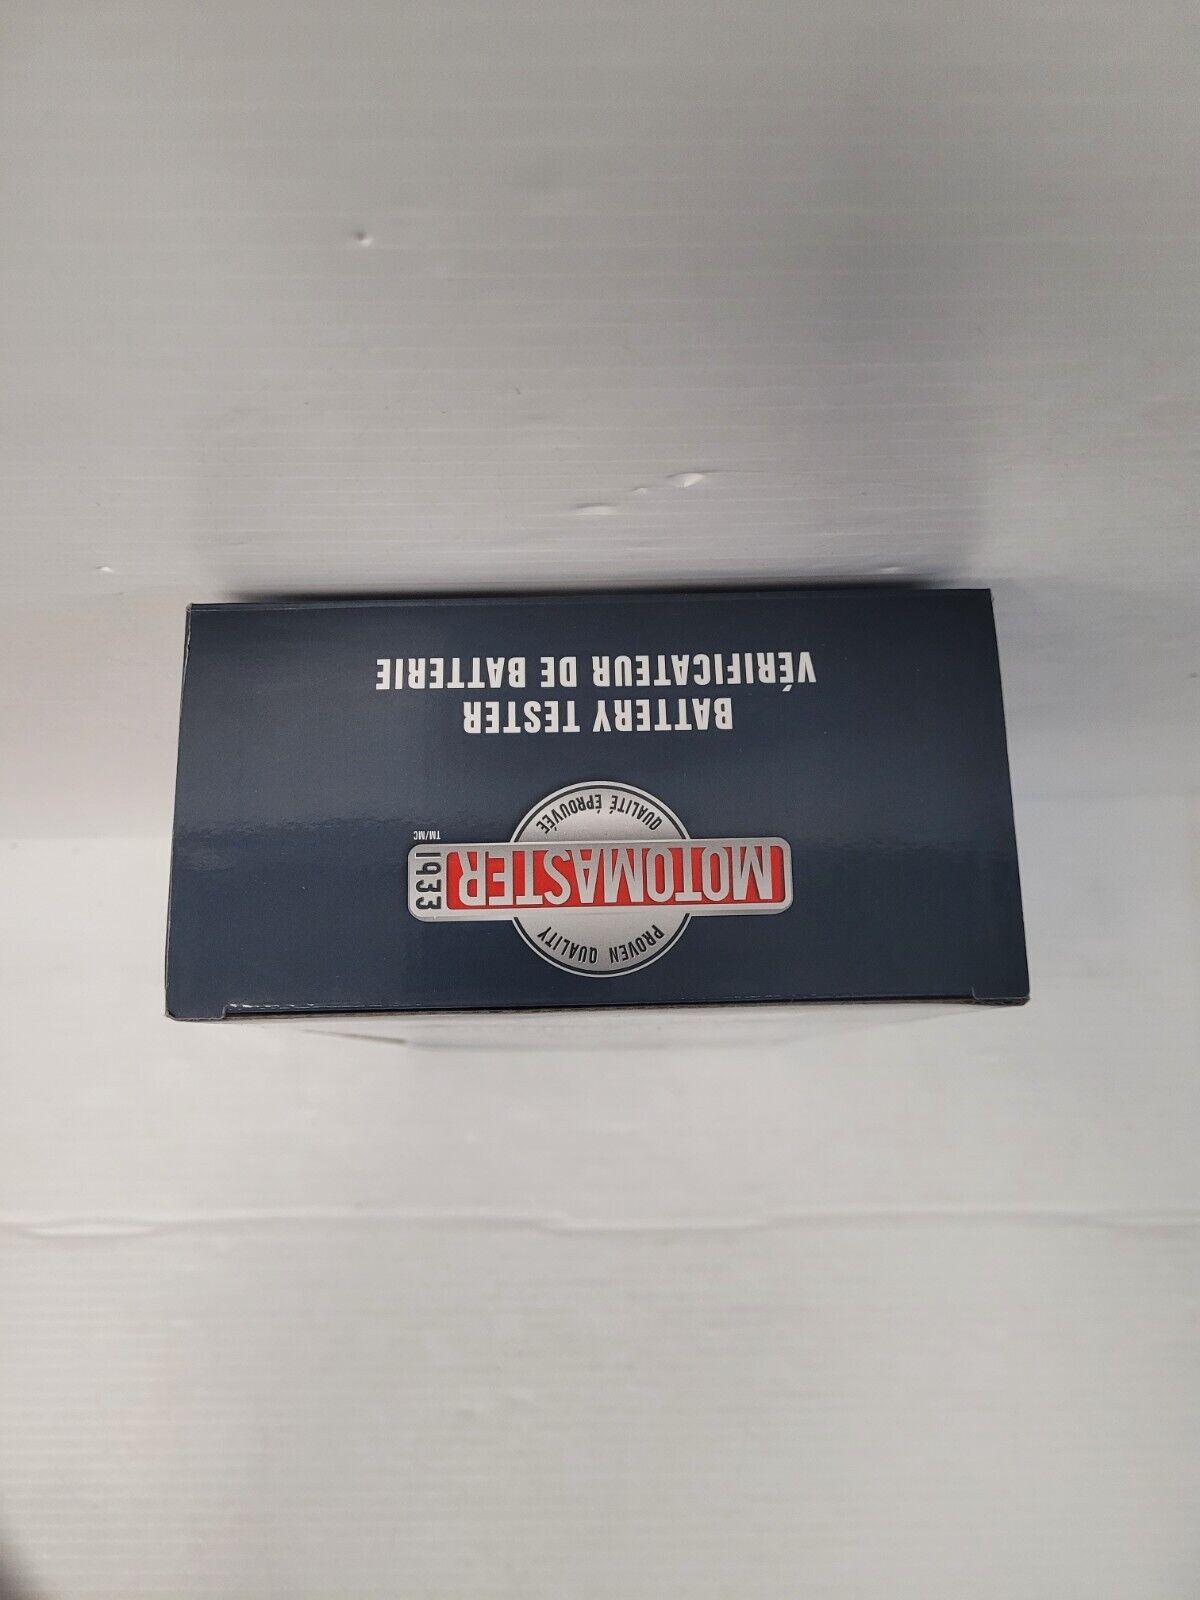 PROVEN QUALITY
MOTOMASTER 1933
TM/MC
QUALITÉ ÉPROUVÉE
BATTERY TESTER
VÉRIFICATEUR DE BATTERIE